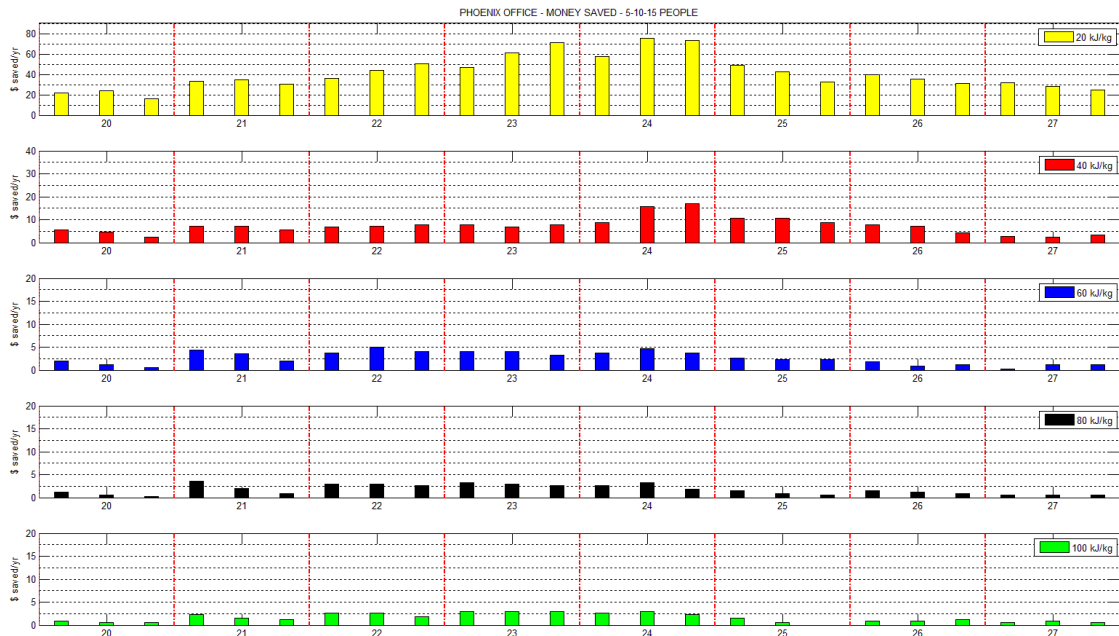 PHOENIX OFFICE - MONEY SAVED - 5-10-15 PEOPLE
$ saved/yr
80
60
40
20
0
20 21 22 23 24 25 26 27
20 kJ/kg
$ saved/yr
40
30
20
10
0
20 21 22 23 24 25 26 27
40 kJ/kg
$ saved/yr
20
15
10
5
0
20 21 22 23 24 25 26 27
60 kJ/kg
$ saved/yr
20
15
10
5
0
20 21 22 23 24 25 26 27
80 kJ/kg
$ saved/yr
20
15
10
5
0
20 21 22 23 24 25 26 27
100 kJ/kg